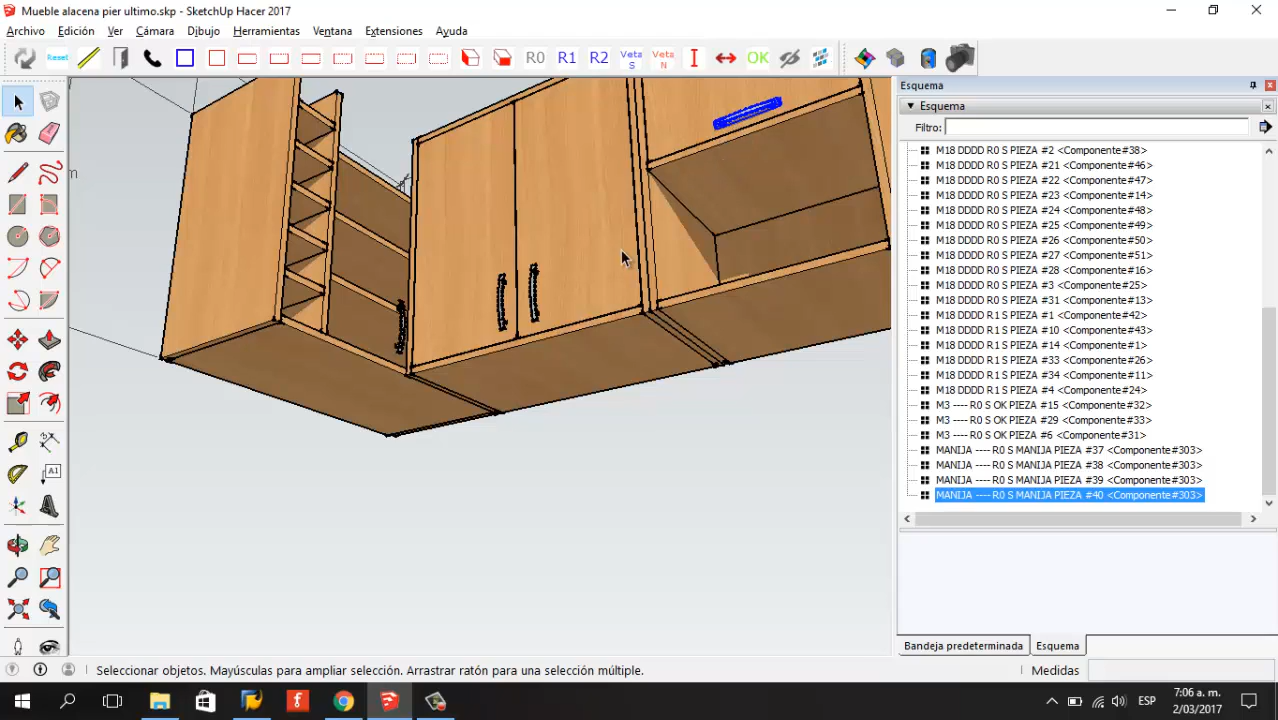 Mueble alacena pier ultimo.skp - SketchUp Hacer 2017
Archivo Edición Ver Cámara Dibujo Herramientas Ventana Extensiones Ayuda
Reset R0 R1 R2 Veta S Veta N OK
Esquema
Esquema
Filtro:
M18 DDDD R0 S PIEZA #2 <Componente#38>
M18 DDDD R0 S PIEZA #21 <Componente#46>
M18 DDDD R0 S PIEZA #22 <Componente#47>
M18 DDDD R0 S PIEZA #23 <Componente#14>
M18 DDDD R0 S PIEZA #24 <Componente#48>
M18 DDDD R0 S PIEZA #25 <Componente#49>
M18 DDDD R0 S PIEZA #26 <Componente#50>
M18 DDDD R0 S PIEZA #27 <Componente#51>
M18 DDDD R0 S PIEZA #28 <Componente#16>
M18 DDDD R0 S PIEZA #3 <Componente#25>
M18 DDDD R0 S PIEZA #31 <Componente#13>
M18 DDDD R1 S PIEZA #1 <Componente#42>
M18 DDDD R1 S PIEZA #10 <Componente#43>
M18 DDDD R1 S PIEZA #14 <Componente#1>
M18 DDDD R1 S PIEZA #33 <Componente#26>
M18 DDDD R1 S PIEZA #34 <Componente#11>
M18 DDDD R1 S PIEZA #4 <Componente#24>
M3 ---- R0 S OK PIEZA #15 <Componente#32>
M3 ---- R0 S OK PIEZA #29 <Componente#33>
M3 ---- R0 S OK PIEZA #6 <Componente#31>
MANIJA ---- R0 S MANIJA PIEZA #37 <Componente#303>
MANIJA ---- R0 S MANIJA PIEZA #38 <Componente#303>
MANIJA ---- R0 S MANIJA PIEZA #39 <Componente#303>
MANIJA ---- R0 S MANIJA PIEZA #40 <Componente#303>
m
A1
Bandeja predeterminada Esquema
Seleccionar objetos. Mayúsculas para ampliar selección. Arrastrar ratón para una selección múltiple.
Medidas
ESP
7:06 a. m.
2/03/2017